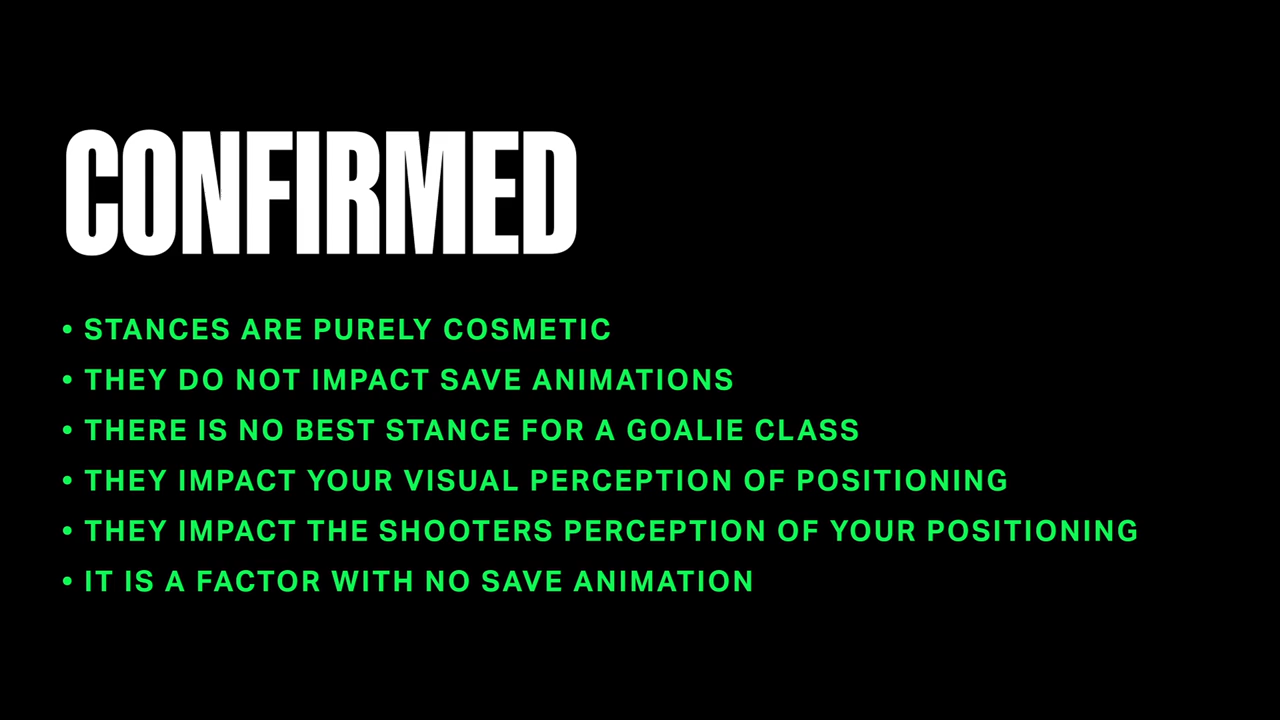 CONFIRMED
• STANCES ARE PURELY COSMETIC
• THEY DO NOT IMPACT SAVE ANIMATIONS
• THERE IS NO BEST STANCE FOR A GOALIE CLASS
• THEY IMPACT YOUR VISUAL PERCEPTION OF POSITIONING
• THEY IMPACT THE SHOOTERS PERCEPTION OF YOUR POSITIONING
• IT IS A FACTOR WITH NO SAVE ANIMATION